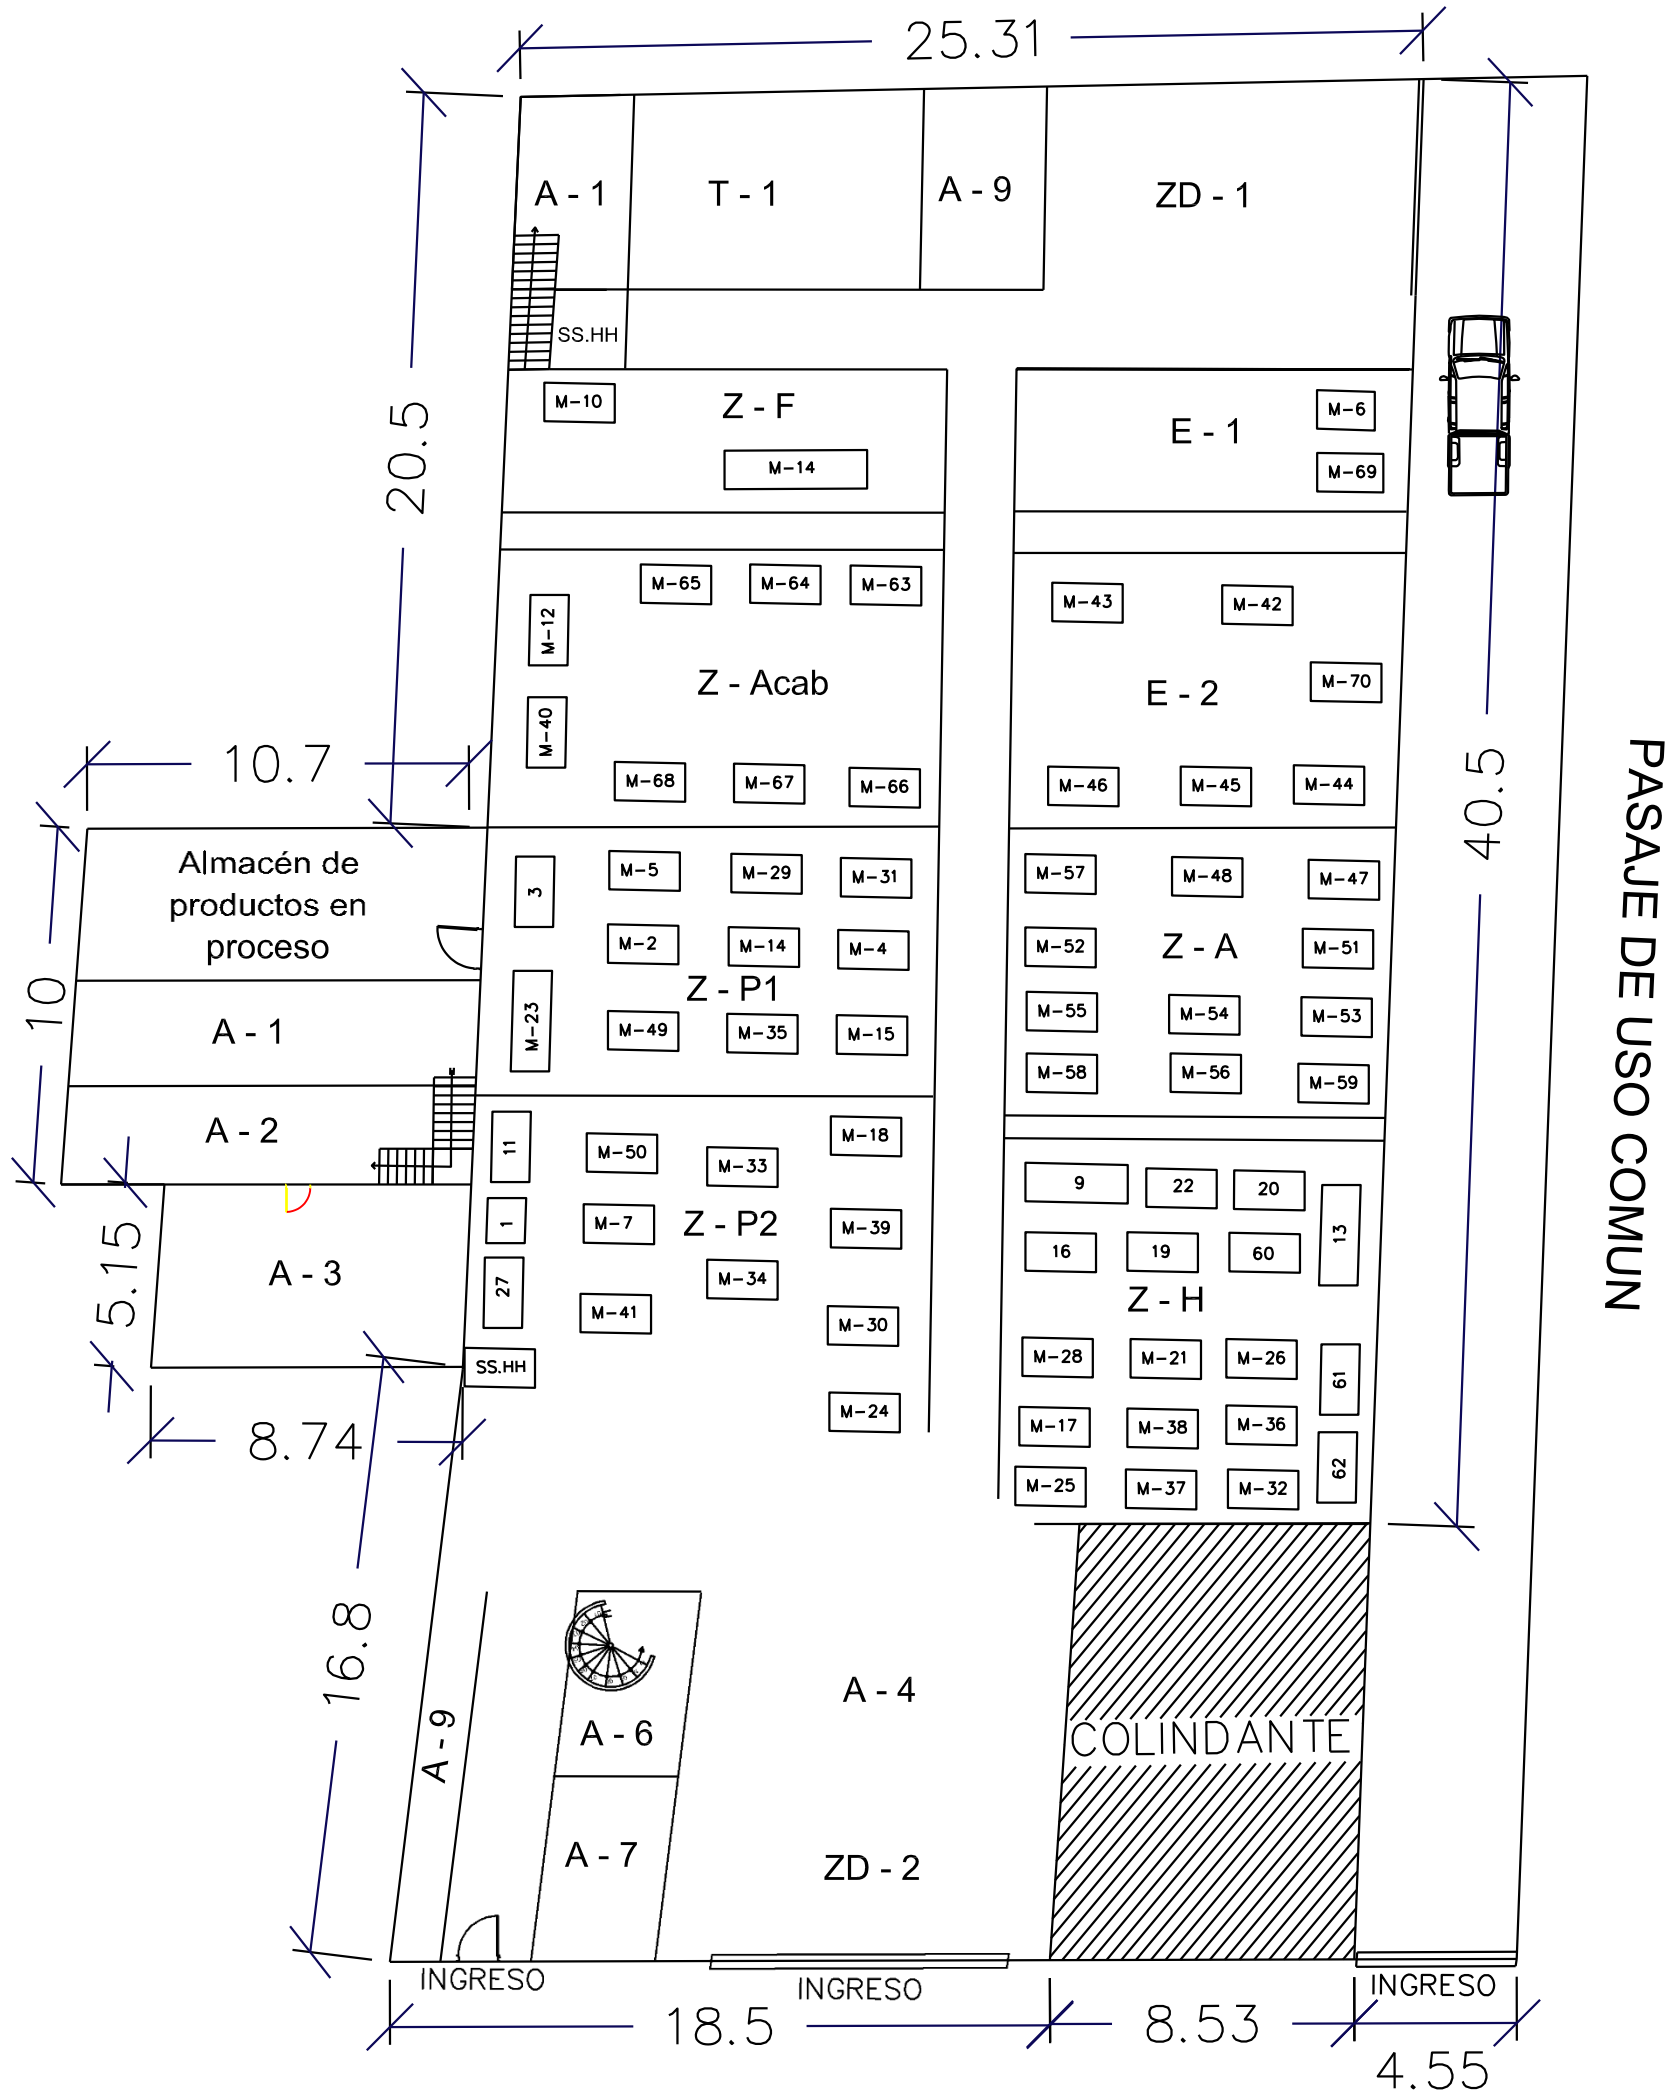 25.31
A - 1
T - 1
A - 9
ZD - 1
SS.HH
20.5
M-10
Z - F
M-14
E - 1
M-6
M-69
M-65
M-64
M-63
M-12
M-40
Z - Acab
M-68
M-67
M-66
M-43
M-42
M-70
E - 2
M-46
M-45
M-44
40.5
PASAJE DE USO COMUN
10.7
10
Almacén de
productos en
proceso
A - 1
A - 2
5.15
A - 3
8.74
3
M-5
M-29
M-31
M-2
M-14
M-4
Z - P1
M-23
M-49
M-35
M-15
M-57
M-48
M-47
M-52
Z - A
M-51
M-55
M-54
M-53
M-58
M-56
M-59
11
M-50
M-33
M-18
1
M-7
Z - P2
M-39
27
M-34
M-41
M-30
SS.HH
M-24
9
22
20
13
16
19
60
Z - H
M-28
M-21
M-26
61
M-17
M-38
M-36
62
M-25
M-37
M-32
16.8
A - 9
A - 6
A - 4
COLINDANTE
A - 7
ZD - 2
INGRESO
INGRESO
INGRESO
18.5
8.53
4.55